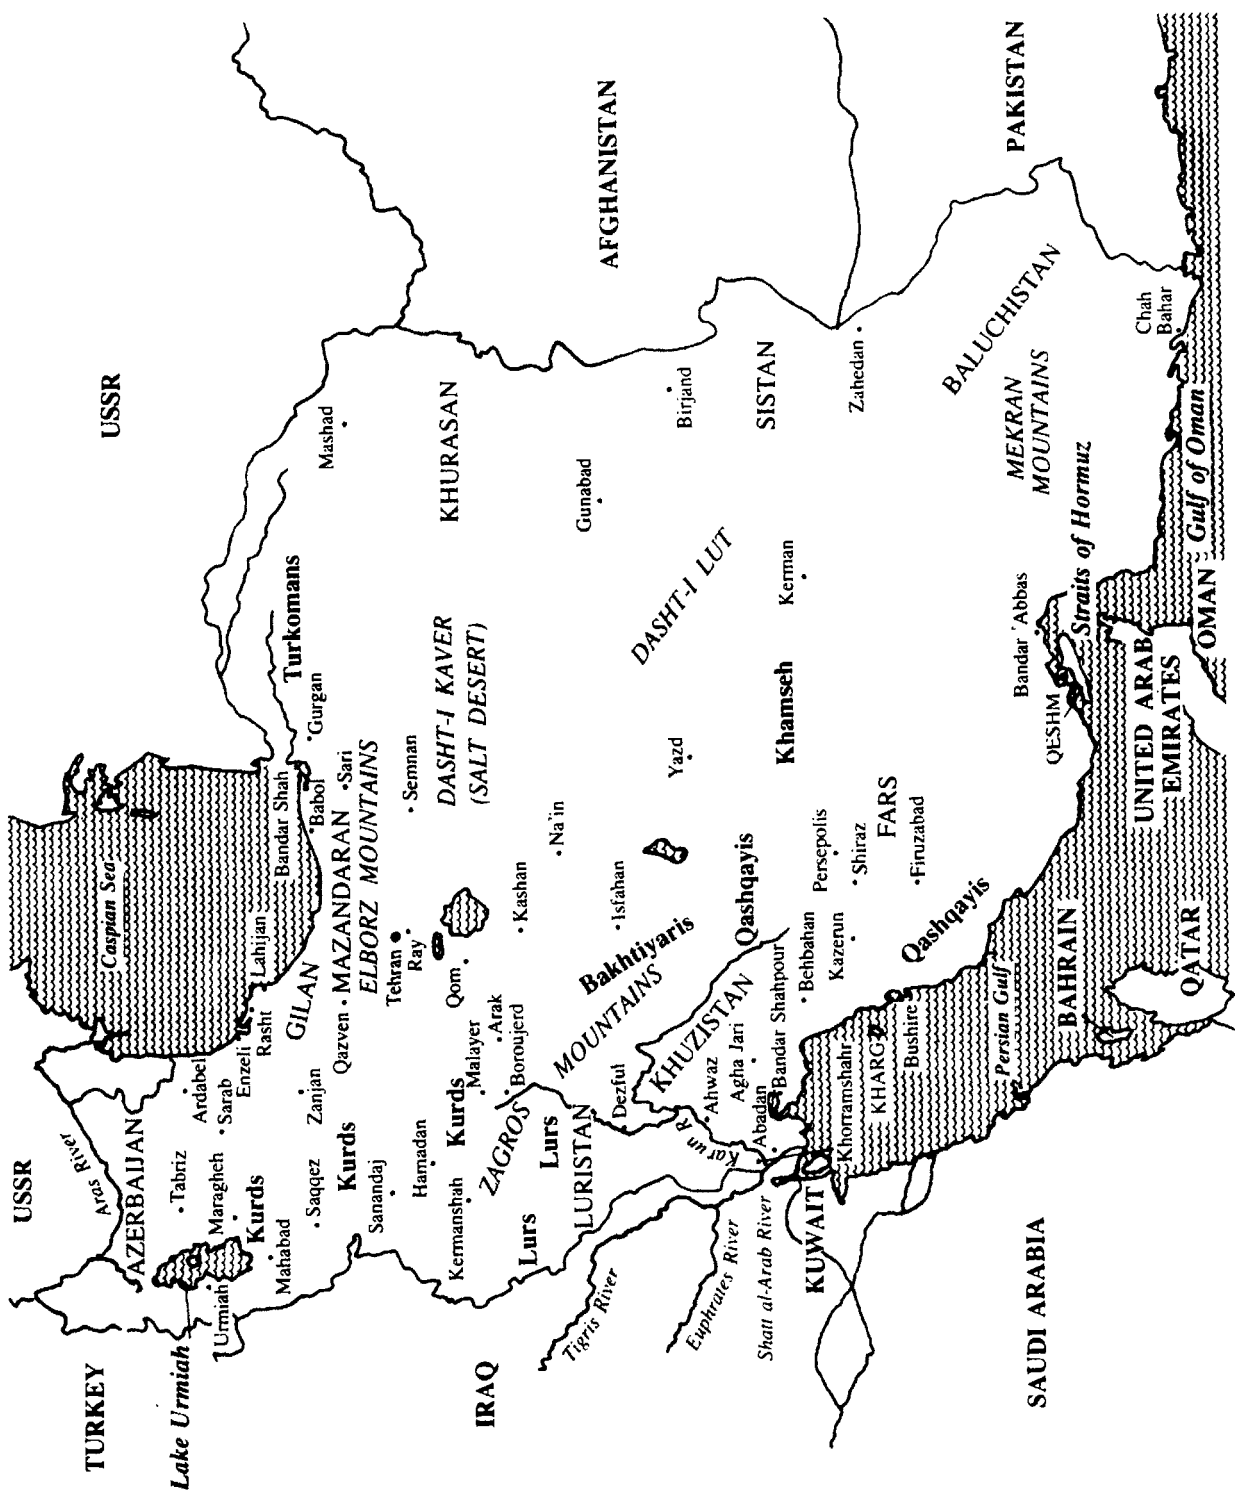 USSR
TURKEY
Lake Urmiah
USSR
Aras River
AZERBAIJAN
Tabriz
Maragheh
Urmiah
Kurds
Mahabad
Ardabel
Sarab
Enzeli
Rasht
Lahijan
Caspian Sea
GILAN
Zanjan
Saqqez
Kurds
Sanandaj
Qazven
MAZANDARAN
ELBORZ MOUNTAINS
Bandar Shah
Babol
Sari
Gurgan
Turkomans
Mashad
Tehran
Ray
Semnan
DASHT-I KAVER
(SALT DESERT)
KHURASAN
Hamadan
Kermanshah
Kurds
Malayer
Qom
Arak
Boroujerd
Kashan
Na'in
Gunabad
AFGHANISTAN
IRAQ
Lurs
Lurs
LURISTAN
ZAGROS
MOUNTAINS
Bakhtiyaris
Isfahan
Dezful
Tigris River
Euphrates River
Shatt al-Arab River
Karun R
KHUZISTAN
Ahwaz
Agha Jari
Abadan
Bandar Shahpour
Khorramshahr
Behbahan
Kazerun
Qashqayis
Qashqayis
Yazd
DASHT-I LUT
Birjand
SISTAN
Zahedan
Khamseh
Kerman
Persepolis
Shiraz
FARS
Firuzabad
KUWAIT
KHARG
Bushire
Persian Gulf
SAUDI ARABIA
BAHRAIN
QATAR
UNITED ARAB
EMIRATES
OMAN
QESHM
Bandar 'Abbas
Straits of Hormuz
Gulf of Oman
MEKRAN
MOUNTAINS
BALUCHISTAN
Chah
Bahar
PAKISTAN